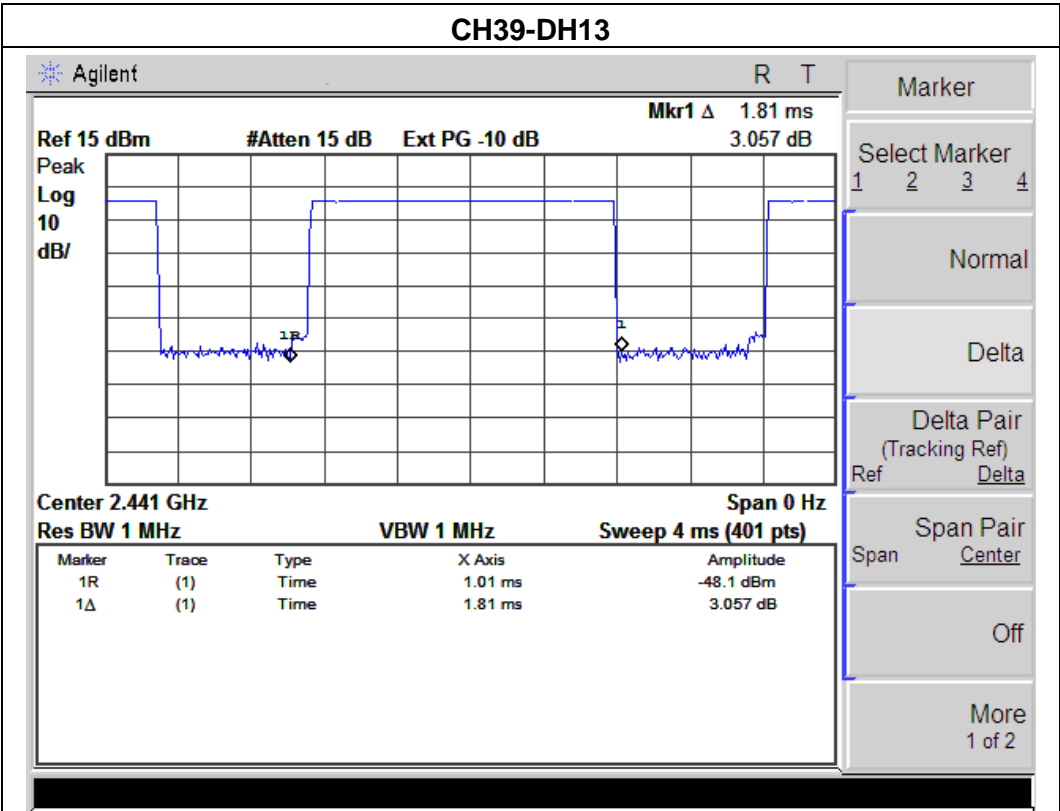 CH39-DH13
Agilent R T
Mkr1 Δ 1.81 ms
Ref 15 dBm #Atten 15 dB Ext PG -10 dB 3.057 dB
Peak
Log
10
dB/
1R
1
Center 2.441 GHz Span 0 Hz
Res BW 1 MHz VBW 1 MHz Sweep 4 ms (401 pts)
Marker Trace Type X Axis Amplitude
1R (1) Time 1.01 ms -48.1 dBm
1Δ (1) Time 1.81 ms 3.057 dB
Marker
Select Marker
1 2 3 4
Normal
Delta
Delta Pair
(Tracking Ref)
Ref Delta
Span Pair
Span Center
Off
More
1 of 2